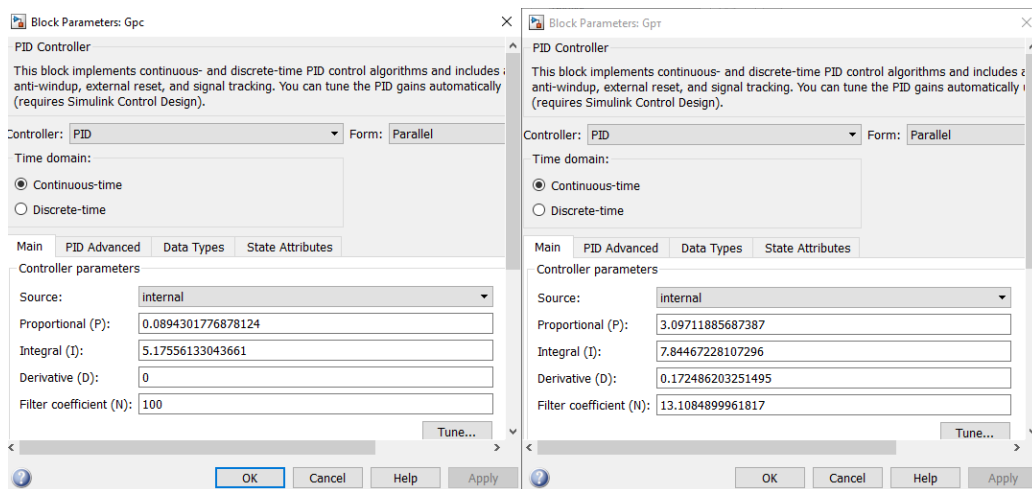 Block Parameters: Gpc
PID Controller
This block implements continuous- and discrete-time PID control algorithms and includes
anti-windup, external reset, and signal tracking. You can tune the PID gains automatically
(requires Simulink Control Design).
Controller: PID Form: Parallel
Time domain:
Continuous-time
Discrete-time
Main PID Advanced Data Types State Attributes
Controller parameters
Source: internal
Proportional (P): 0.0894301776878124
Integral (I): 5.17556133043661
Derivative (D): 0
Filter coefficient (N): 100
Tune...
OK Cancel Help Apply
Block Parameters: Gpт
PID Controller
This block implements continuous- and discrete-time PID control algorithms and includes
anti-windup, external reset, and signal tracking. You can tune the PID gains automatically
(requires Simulink Control Design).
Controller: PID Form: Parallel
Time domain:
Continuous-time
Discrete-time
Main PID Advanced Data Types State Attributes
Controller parameters
Source: internal
Proportional (P): 3.09711885687387
Integral (I): 7.84467228107296
Derivative (D): 0.172486203251495
Filter coefficient (N): 13.1084899961817
Tune...
OK Cancel Help Apply